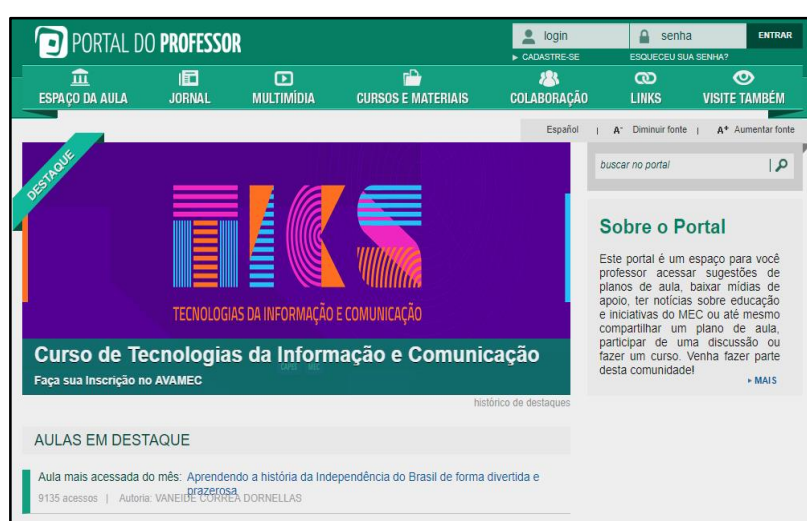 PORTAL DO PROFESSOR
login
senha
ENTRAR
► CADASTRE-SE
ESQUECEU SUA SENHA?
ESPAÇO DA AULA
JORNAL
MULTIMÍDIA
CURSOS E MATERIAIS
COLABORAÇÃO
LINKS
VISITE TAMBÉM
Español | A- Diminuir fonte | A+ Aumentar fonte
DESTAQUE
TICS
TECNOLOGIAS DA INFORMAÇÃO E COMUNICAÇÃO
CAPES MEC
Curso de Tecnologias da Informação e Comunicação
Faça sua Inscrição no AVAMEC
histórico de destaques
buscar no portal
Sobre o Portal
Este portal é um espaço para você
professor acessar sugestões de
planos de aula, baixar mídias de
apoio, ter notícias sobre educação
e iniciativas do MEC ou até mesmo
compartilhar um plano de aula,
participar de uma discussão ou
fazer um curso. Venha fazer parte
desta comunidade!
► MAIS
AULAS EM DESTAQUE
Aula mais acessada do mês: Aprendendo a história da Independência do Brasil de forma divertida e
prazerosa
9135 acessos | Autoria: VANEIDE CORREA DORNELLAS